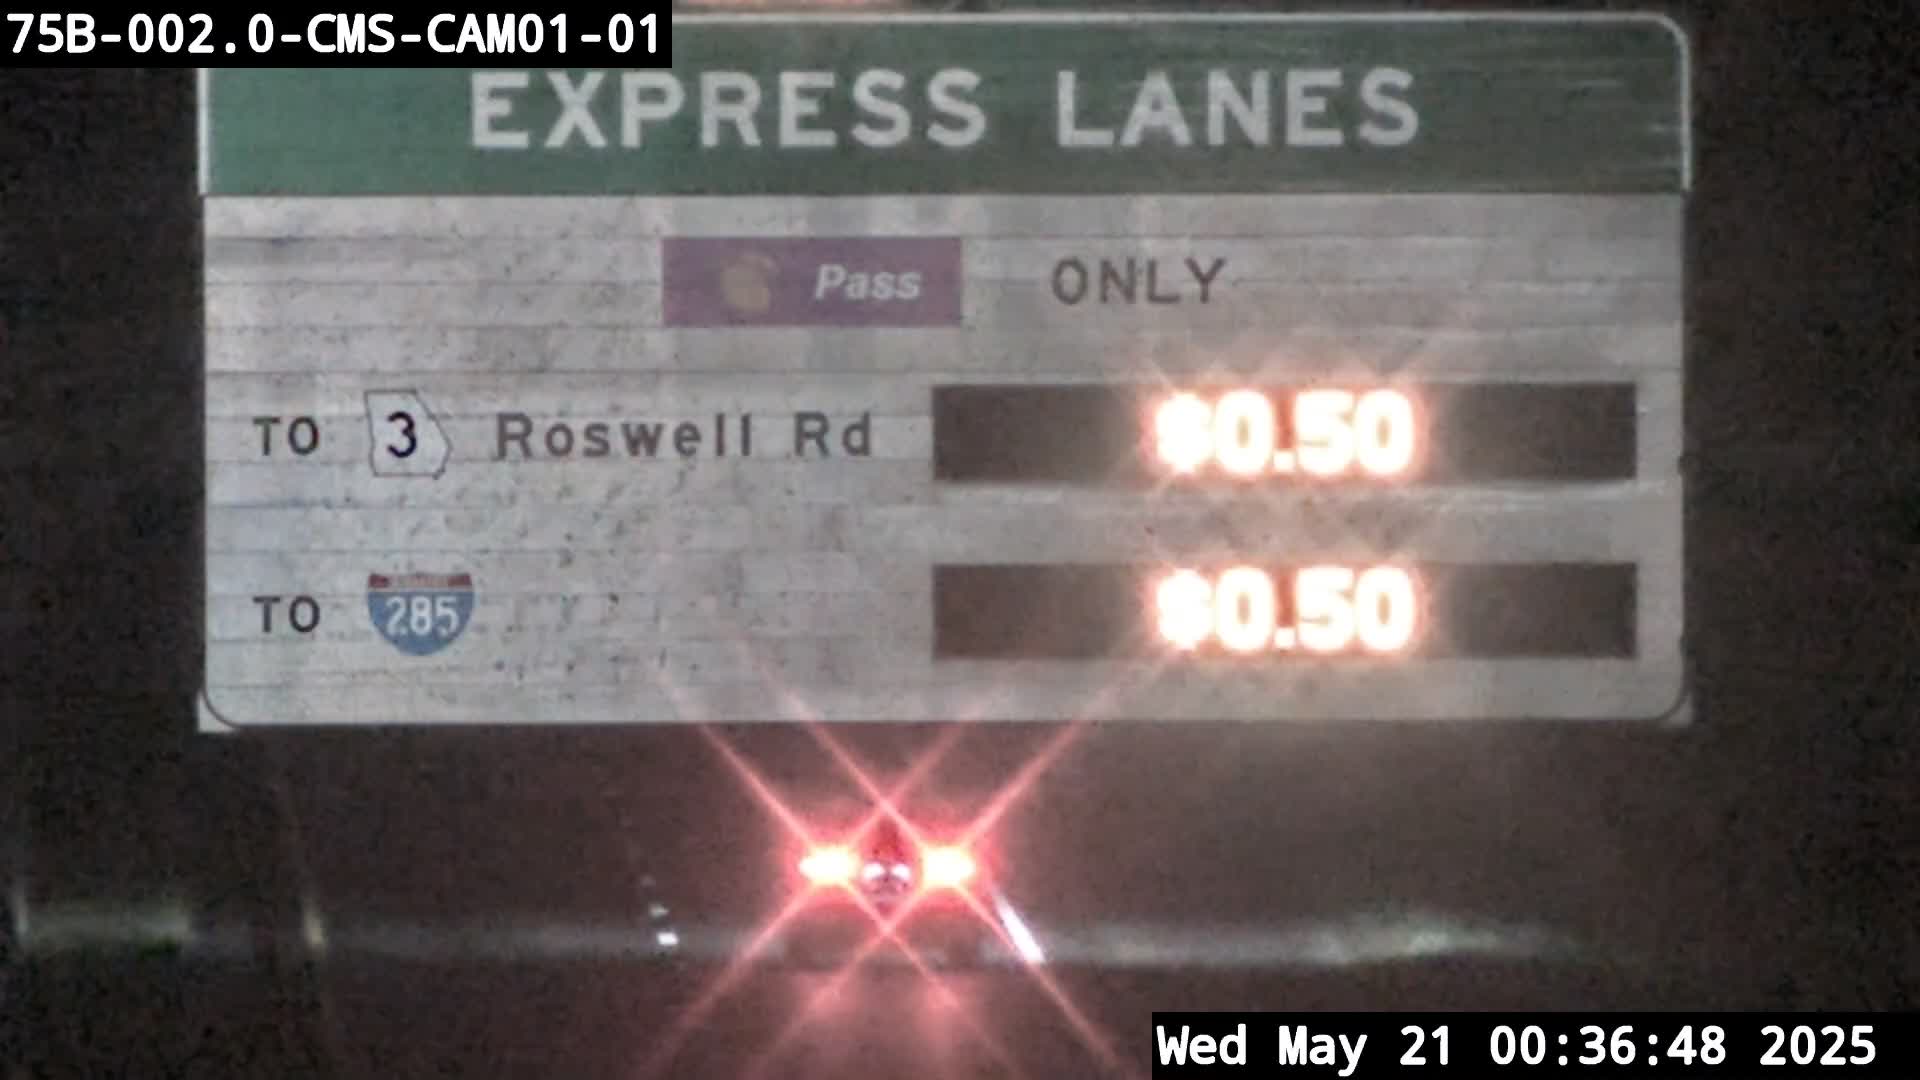 75B-002.0-CMS-CAM01-01
EXPRESS LANES
Pass ONLY
TO 3 Roswell Rd $0.50
TO 285 $0.50
Wed May 21 00:36:48 2025